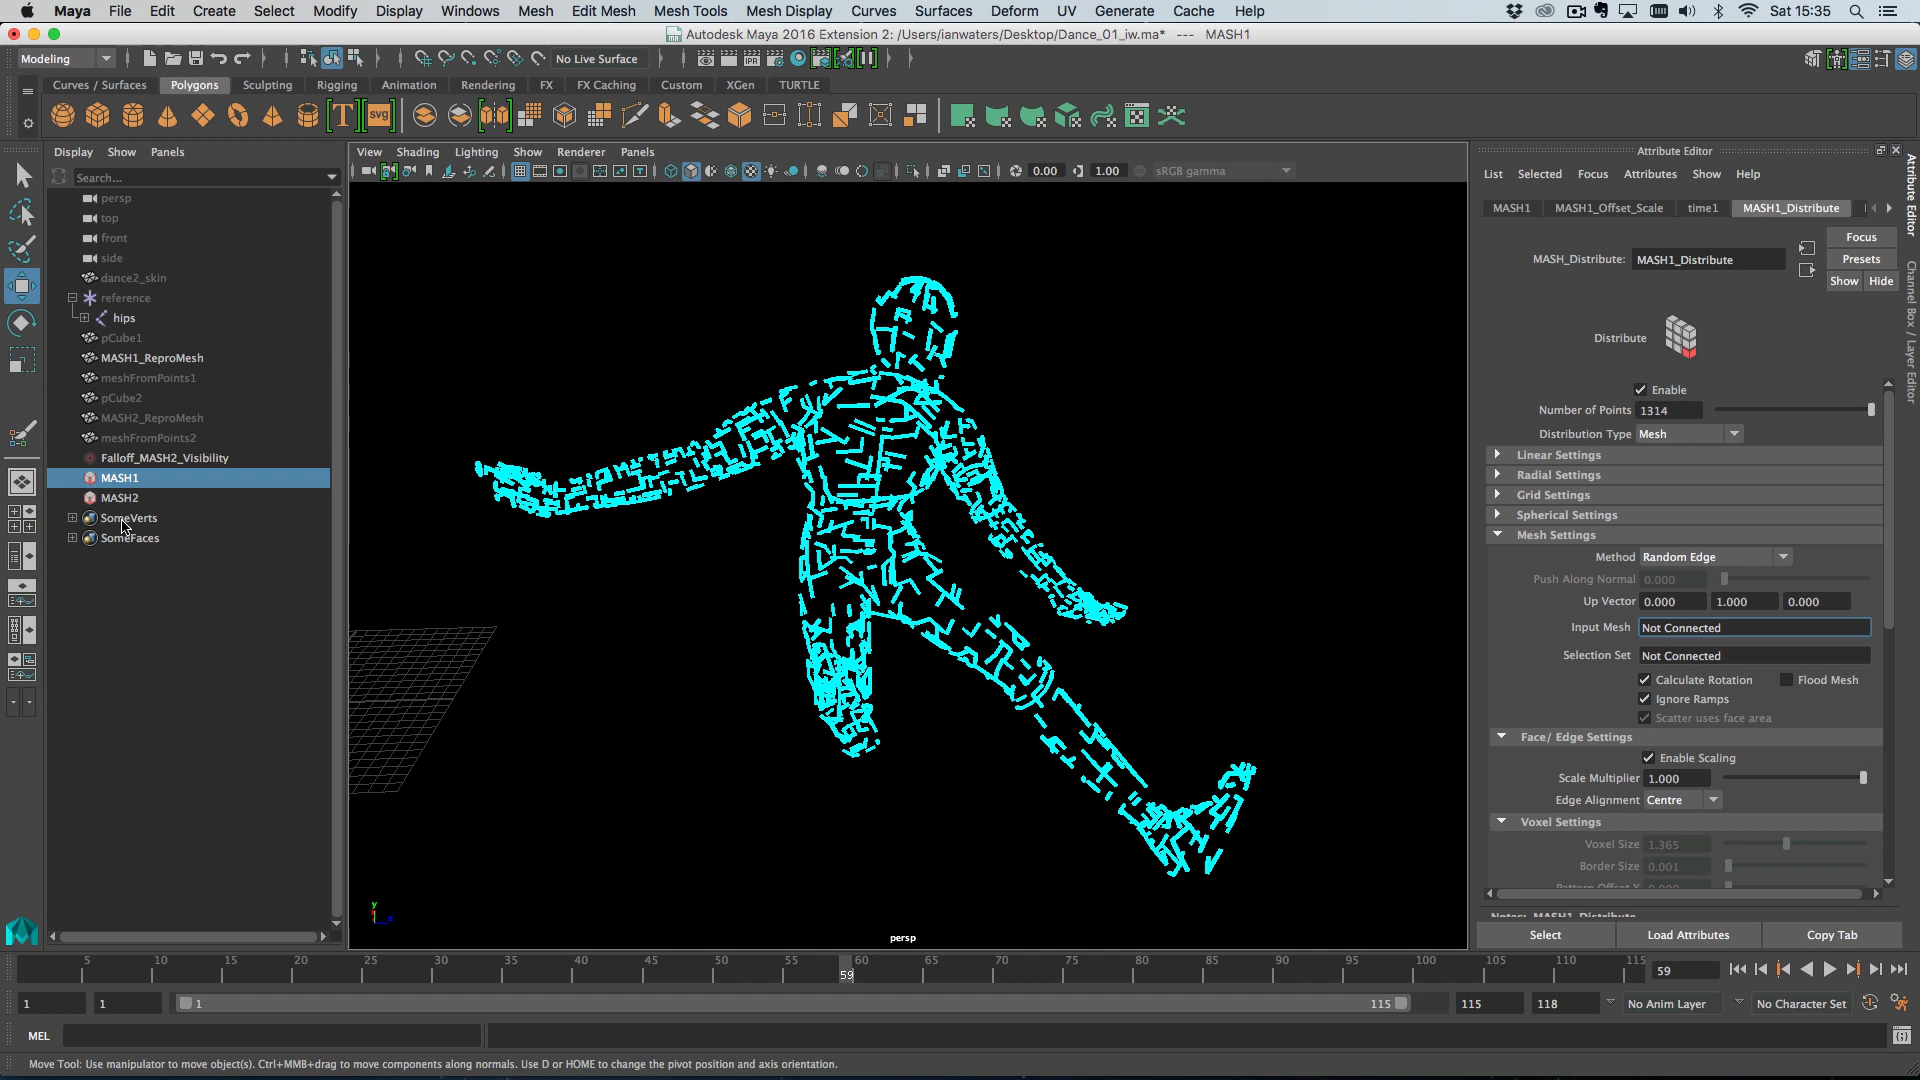 Maya File Edit Create Select Modify Display Windows Mesh Edit Mesh Mesh Tools Mesh Display Curves Surfaces Deform UV Generate Cache Help Sat 15:35
Autodesk Maya 2016 Extension 2: /Users/ianwaters/Desktop/Dance_01_iw.ma* --- MASH1
Modeling No Live Surface IPR
Curves / Surfaces Polygons Sculpting Rigging Animation Rendering FX FX Caching Custom XGen TURTLE
T svg
Display Show Panels
Search...
persp
top
front
side
dance2_skin
reference
hips
pCube1
MASH1_ReproMesh
meshFromPoints1
pCube2
MASH2_ReproMesh
meshFromPoints2
Falloff_MASH2_Visibility
MASH1
MASH2
SomeVerts
SomeFaces
View Shading Lighting Show Renderer Panels
0.00 1.00 sRGB gamma
y
z
persp
Attribute Editor
List Selected Focus Attributes Show Help
MASH1 MASH1_Offset_Scale time1 MASH1_Distribute
MASH_Distribute: MASH1_Distribute
Focus
Presets
Show Hide
Distribute
Enable
Number of Points 1314
Distribution Type Mesh
Linear Settings
Radial Settings
Grid Settings
Spherical Settings
Mesh Settings
Method Random Edge
Push Along Normal 0.000
Up Vector 0.000 1.000 0.000
Input Mesh Not Connected
Selection Set Not Connected
Calculate Rotation Flood Mesh
Ignore Ramps
Scatter uses face area
Face/ Edge Settings
Enable Scaling
Scale Multiplier 1.000
Edge Alignment Centre
Voxel Settings
Voxel Size 1.365
Border Size 0.001
Pattern Offset X 0.000
Notes: MASH1_Distribute
Select Load Attributes Copy Tab
Attribute Editor
Channel Box / Layer Editor
5 10 15 20 25 30 35 40 45 50 55 60 65 70 75 80 85 90 95 100 105 110 115
59 59
1 1 1 115 115 118 No Anim Layer No Character Set
MEL
Move Tool: Use manipulator to move object(s). Ctrl+MMB+drag to move components along normals. Use D or HOME to change the pivot position and axis orientation.